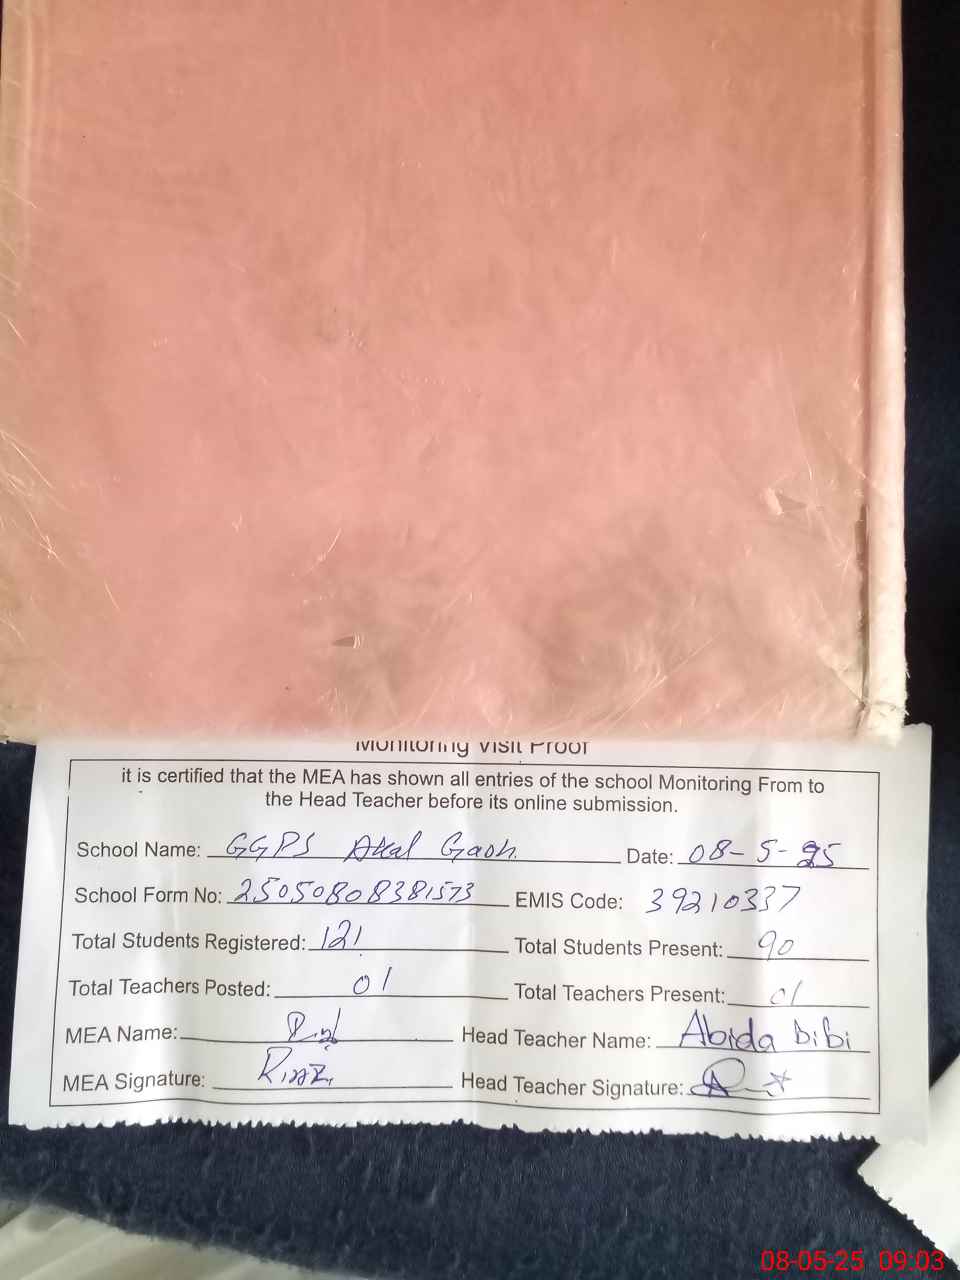 Monitoring Visit Proof
it is certified that the MEA has shown all entries of the school Monitoring From to
the Head Teacher before its online submission.
School Name: GGPS Akal Gaoh. Date: 08-5-25
School Form No: 25050808381573 EMIS Code: 39210337
Total Students Registered: 121 Total Students Present: 90
Total Teachers Posted: 01 Total Teachers Present: 01
MEA Name: Head Teacher Name: Abida Bibi
MEA Signature: Head Teacher Signature:
08-05-25 09:03